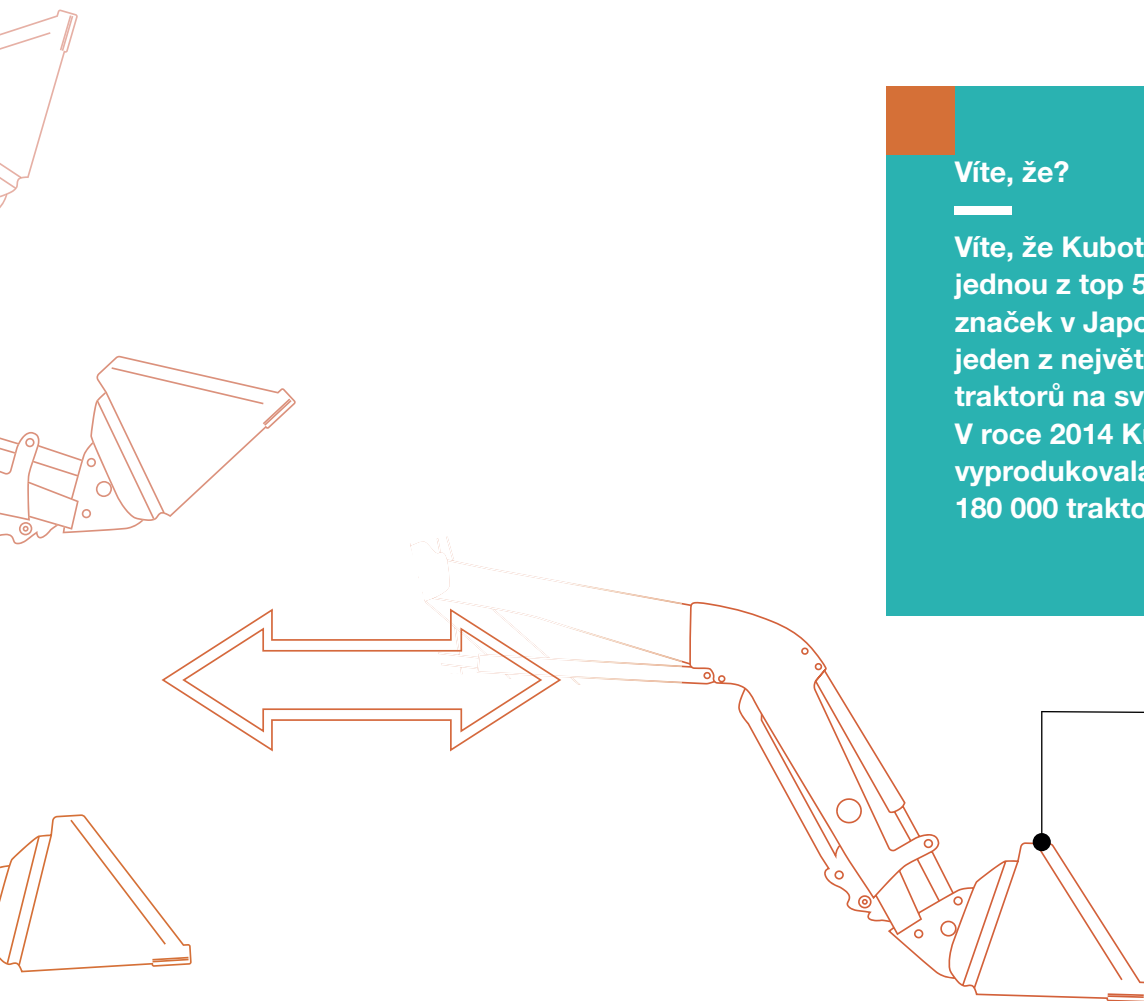 Víte, že?
Víte, že Kubot
jednou z top 5
značek v Japo
jeden z největ
traktorů na sv
V roce 2014 Ku
vyprodukovala
180 000 trakto